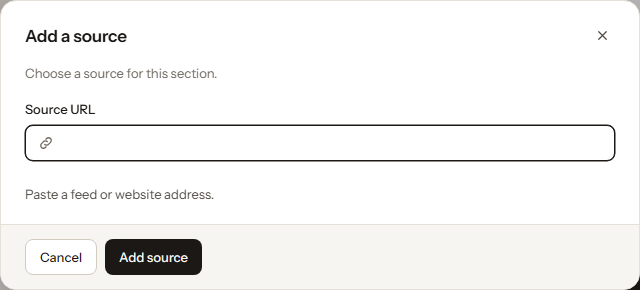 Add a source
Choose a source for this section.
Source URL
Paste a feed or website address.
Cancel
Add source